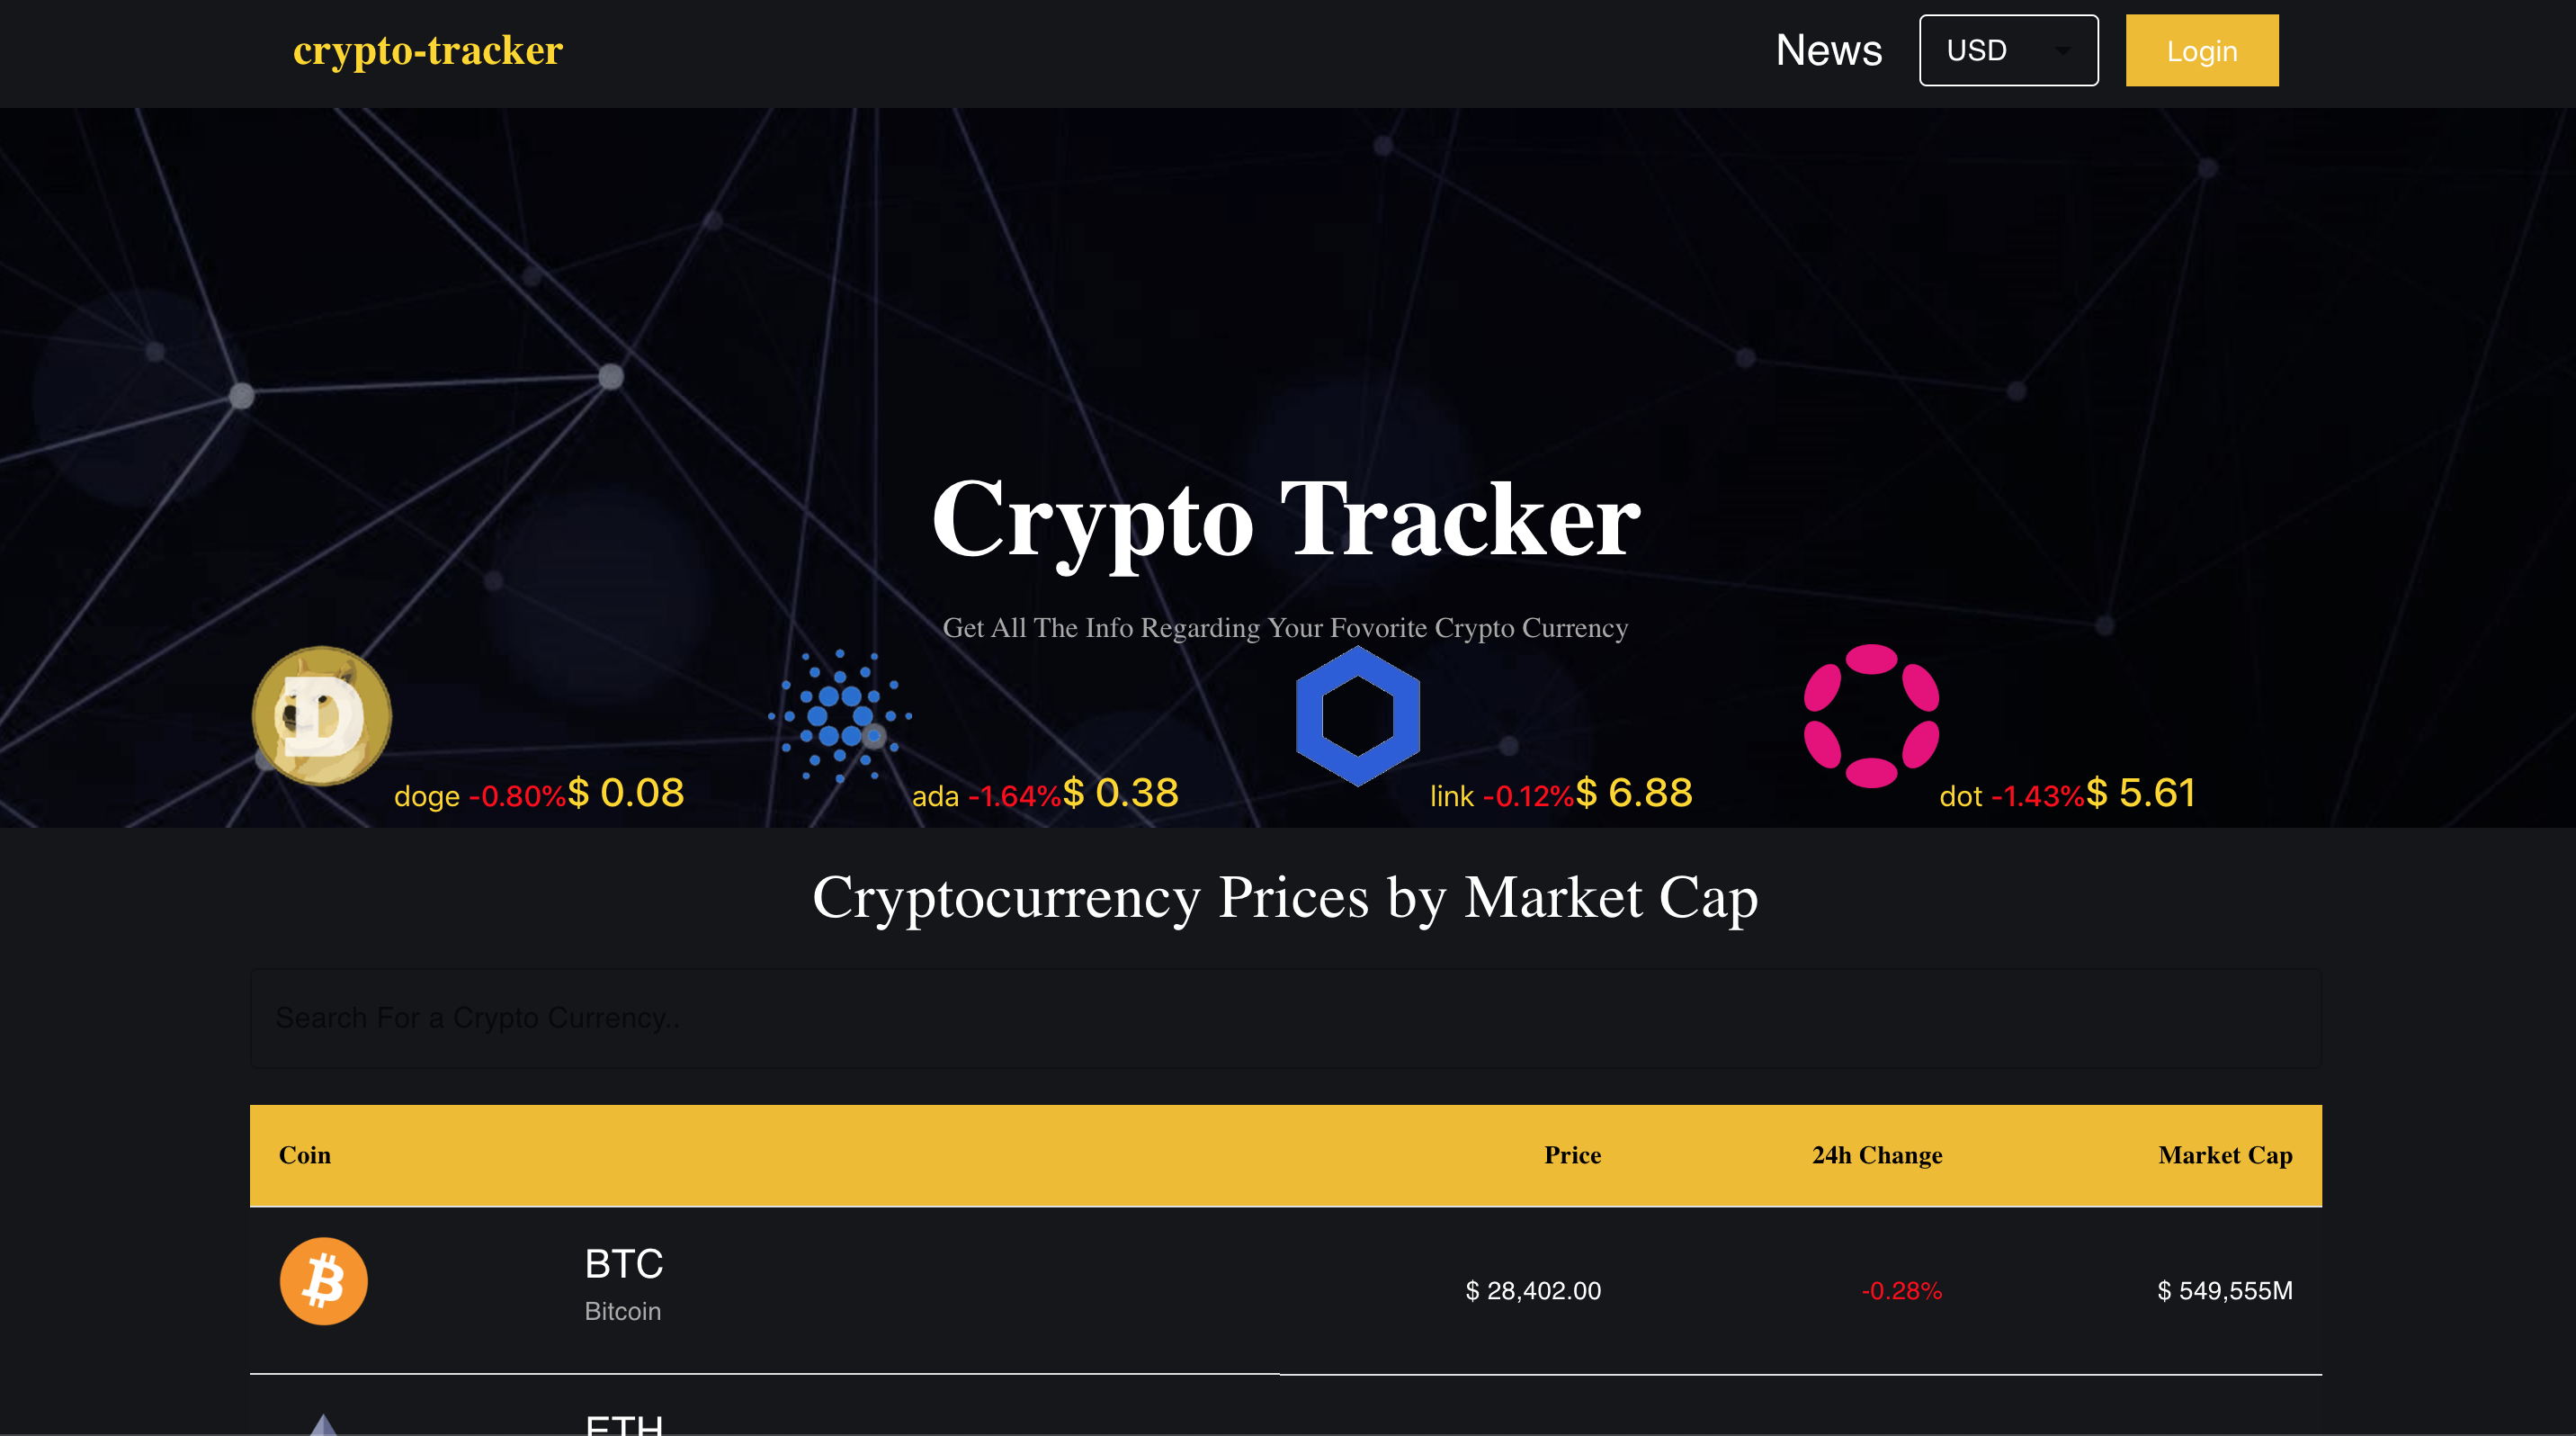 crypto-tracker News USD Login
Crypto Tracker
Get All The Info Regarding Your Fovorite Crypto Currency
doge -0.80%$ 0.08 ada -1.64%$ 0.38 link -0.12%$ 6.88 dot -1.43%$ 5.61
Cryptocurrency Prices by Market Cap
Search For a Crypto Currency..
Coin Price 24h Change Market Cap
BTC
Bitcoin
$ 28,402.00 -0.28% $ 549,555M
ETH